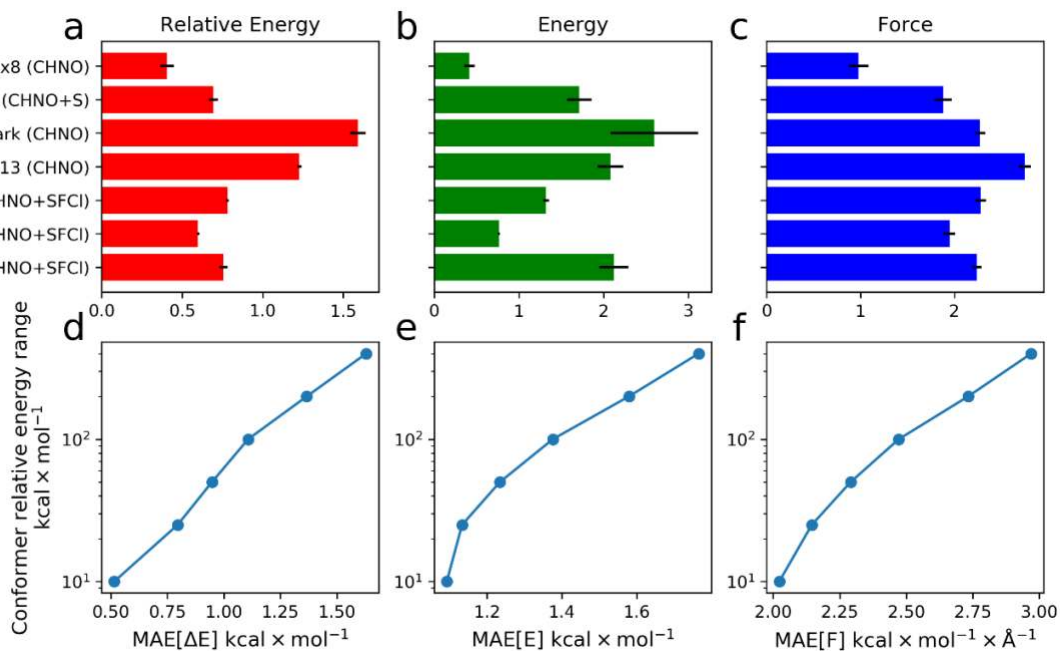 a Relative Energy
b Energy
c Force
x8 (CHNO)
(CHNO+S)
ark (CHNO)
13 (CHNO)
HNO+SFCl)
HNO+SFCl)
HNO+SFCl)
0.0 0.5 1.0 1.5
0 1 2 3
0 1 2
d
e
f
Conformer relative energy range
kcal × mol⁻¹
10²
10¹
10²
10¹
10²
10¹
0.50 0.75 1.00 1.25 1.50
1.2 1.4 1.6
2.00 2.25 2.50 2.75 3.00
MAE[ΔE] kcal × mol⁻¹
MAE[E] kcal × mol⁻¹
MAE[F] kcal × mol⁻¹ × Å⁻¹